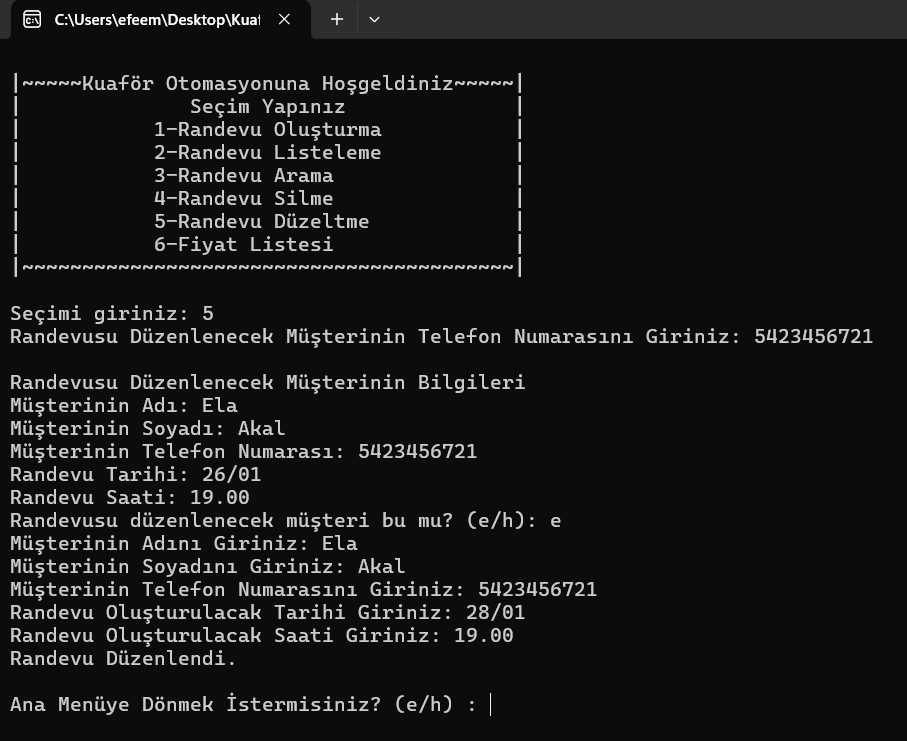 C:\Users\efeem\Desktop\Kuaf
|~~~~~Kuaför Otomasyonuna Hoşgeldiniz~~~~~|
| Seçim Yapınız |
| 1-Randevu Oluşturma |
| 2-Randevu Listeleme |
| 3-Randevu Arama |
| 4-Randevu Silme |
| 5-Randevu Düzeltme |
| 6-Fiyat Listesi |
|~~~~~~~~~~~~~~~~~~~~~~~~~~~~~~~~~~~~~~~~~|
Seçimi giriniz: 5
Randevusu Düzenlenecek Müşterinin Telefon Numarasını Giriniz: 5423456721
Randevusu Düzenlenecek Müşterinin Bilgileri
Müşterinin Adı: Ela
Müşterinin Soyadı: Akal
Müşterinin Telefon Numarası: 5423456721
Randevu Tarihi: 26/01
Randevu Saati: 19.00
Randevusu düzenlenecek müşteri bu mu? (e/h): e
Müşterinin Adını Giriniz: Ela
Müşterinin Soyadını Giriniz: Akal
Müşterinin Telefon Numarasını Giriniz: 5423456721
Randevu Oluşturulacak Tarihi Giriniz: 28/01
Randevu Oluşturulacak Saati Giriniz: 19.00
Randevu Düzenlendi.
Ana Menüye Dönmek İstermisiniz? (e/h) :